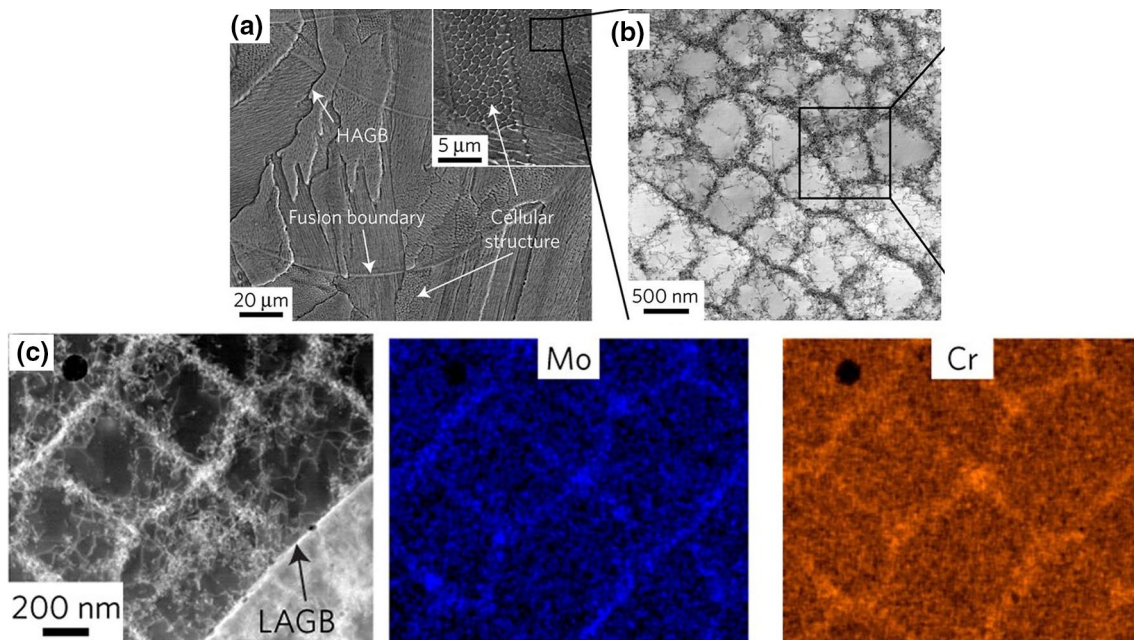 (a)
HAGB
5 μm
Fusion boundary
Cellular
structure
20 μm
(b)
500 nm
(c)
LAGB
200 nm
Mo
Cr